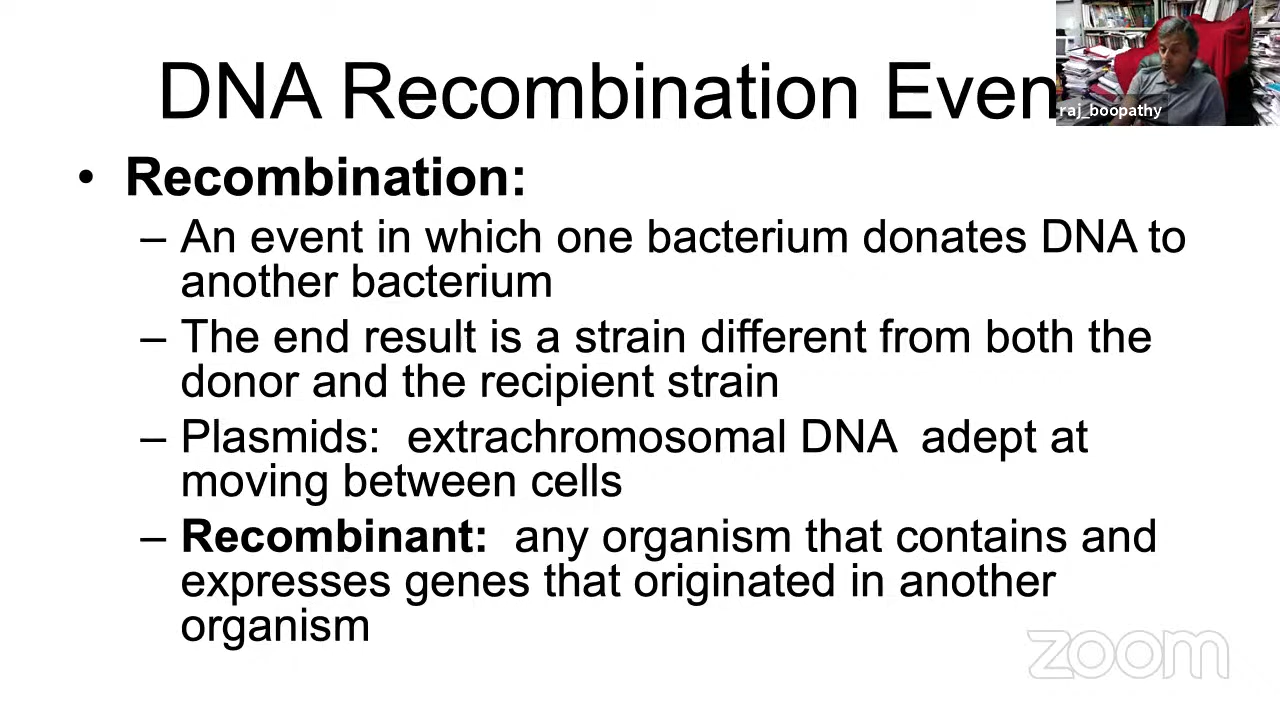 DNA Recombination Even
raj_boopathy
• Recombination:
– An event in which one bacterium donates DNA to
another bacterium
– The end result is a strain different from both the
donor and the recipient strain
– Plasmids: extrachromosomal DNA adept at
moving between cells
– Recombinant: any organism that contains and
expresses genes that originated in another
organism
zoom